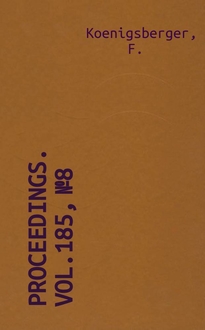 Koenigsberger,
F.
PROCEEDINGS.
VOL.185, №8